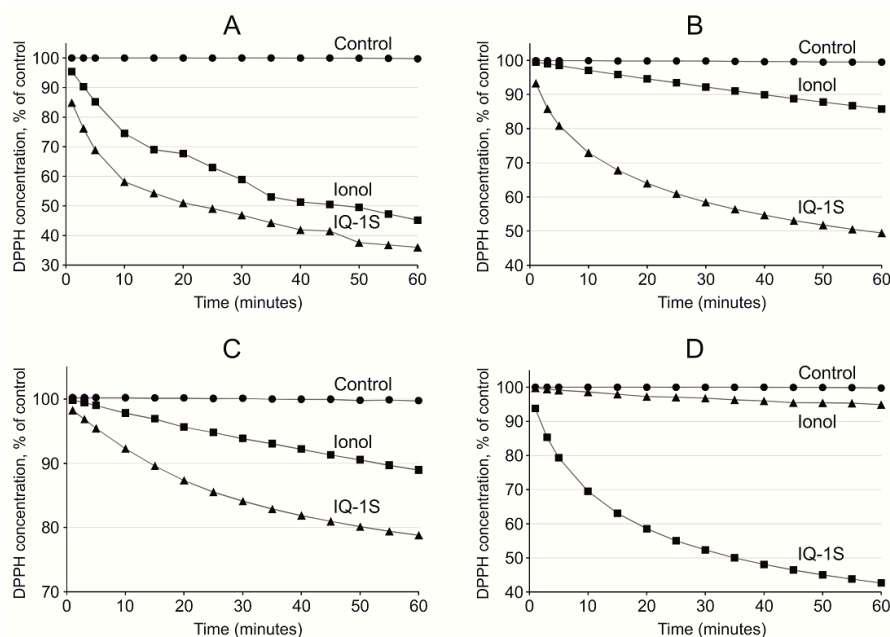 A
DPPH concentration, % of control
100
90
80
70
60
50
40
30
Control
Ionol
IQ-1S
0 10 20 30 40 50 60
Time (minutes)
B
DPPH concentration, % of control
100
90
80
70
60
50
40
Control
Ionol
IQ-1S
0 10 20 30 40 50 60
Time (minutes)
C
DPPH concentration, % of control
100
90
80
70
Control
Ionol
IQ-1S
0 10 20 30 40 50 60
Time (minutes)
D
DPPH concentration, % of control
100
90
80
70
60
50
40
Control
Ionol
IQ-1S
0 10 20 30 40 50 60
Time (minutes)